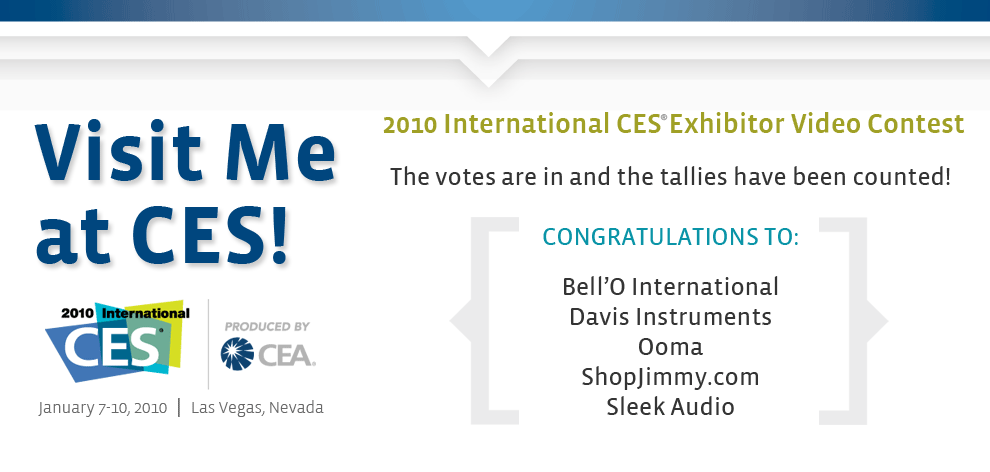 Visit Me
at CES!
2010 International
CES®
PRODUCED BY
CEA®
January 7-10, 2010 | Las Vegas, Nevada
2010 International CES® Exhibitor Video Contest
The votes are in and the tallies have been counted!
CONGRATULATIONS TO:
Bell’O International
Davis Instruments
Ooma
ShopJimmy.com
Sleek Audio